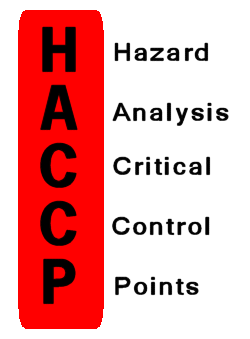 H Hazard
A Analysis
C Critical
C Control
P Points